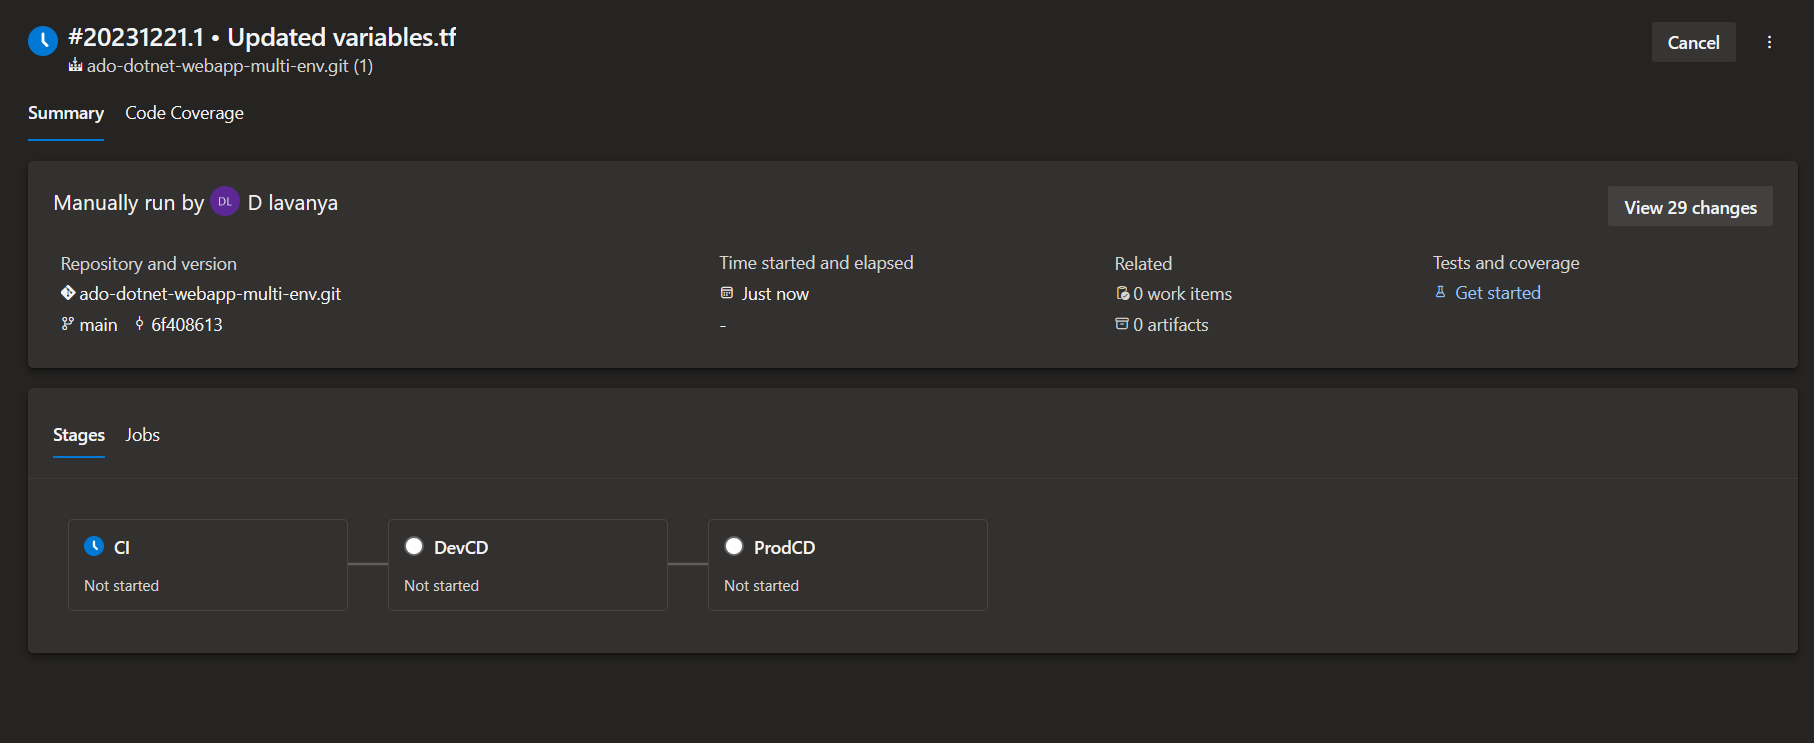 #20231221.1 • Updated variables.tf
Cancel
ado-dotnet-webapp-multi-env.git (1)
Summary Code Coverage
Manually run by DL D lavanya
View 29 changes
Repository and version
ado-dotnet-webapp-multi-env.git
main 6f408613
Time started and elapsed
Just now
-
Related
0 work items
0 artifacts
Tests and coverage
Get started
Stages Jobs
CI
Not started
DevCD
Not started
ProdCD
Not started